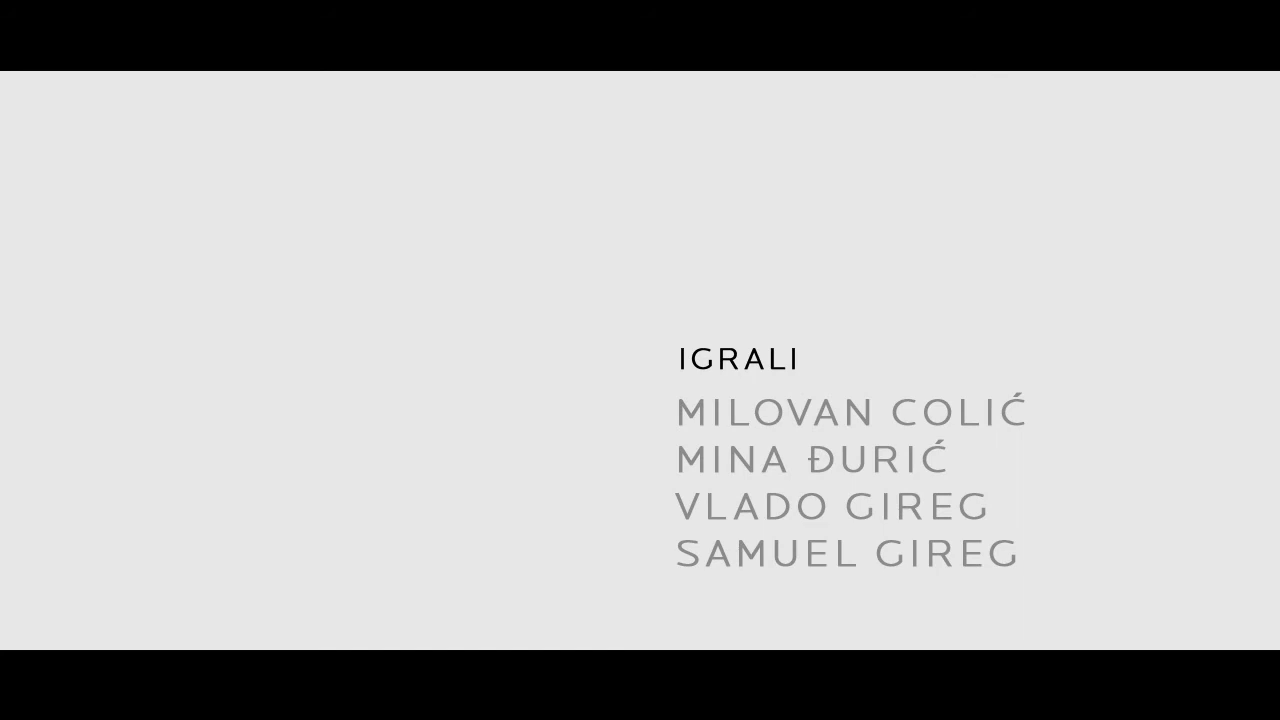 IGRALI
MILOVAN COLIĆ
MINA ĐURIĆ
VLADO GIREG
SAMUEL GIREG